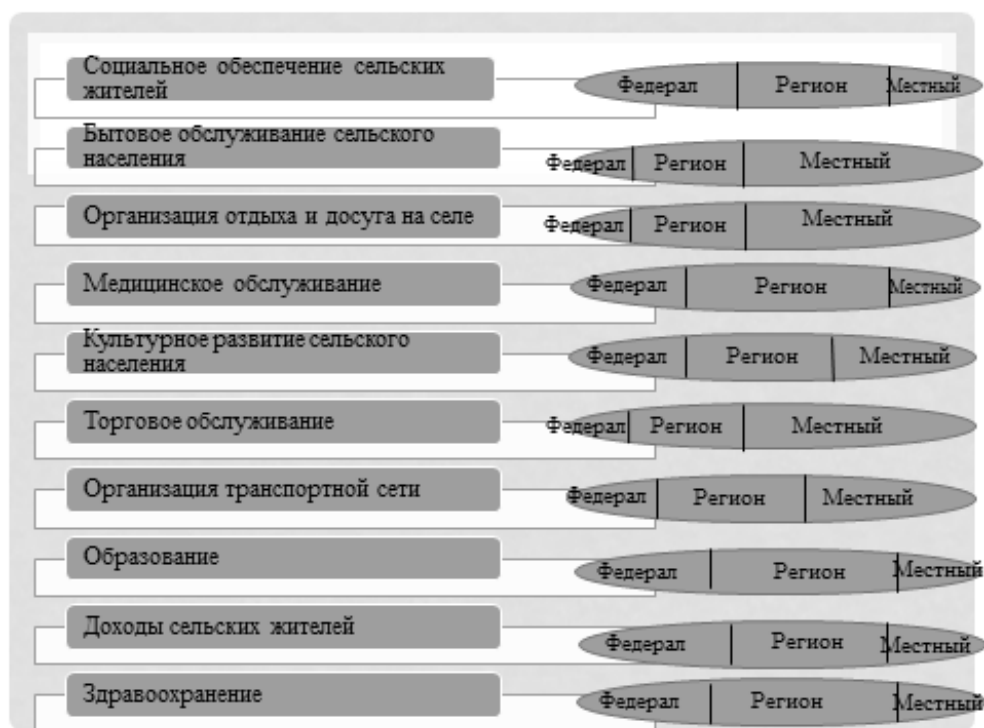 Социальное обеспечение сельских
жителей
Федерал Регион Местный
Бытовое обслуживание сельского
населения
Федерал Регион Местный
Организация отдыха и досуга на селе
Федерал Регион Местный
Медицинское обслуживание
Федерал Регион Местный
Культурное развитие сельского
населения
Федерал Регион Местный
Торговое обслуживание
Федерал Регион Местный
Организация транспортной сети
Федерал Регион Местный
Образование
Федерал Регион Местный
Доходы сельских жителей
Федерал Регион Местный
Здравоохранение
Федерал Регион Местный